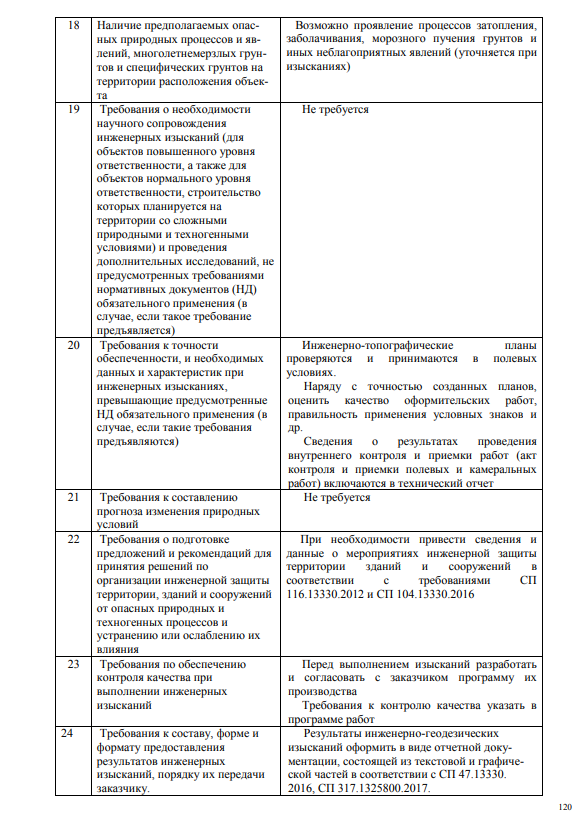 18
Наличие предполагаемых опас-
ных природных процессов и яв-
лений, многолетнемерзлых грун-
тов и специфических грунтов на
территории расположения объек-
та
Возможно проявление процессов затопления,
заболачивания, морозного пучения грунтов и
иных неблагоприятных явлений (уточняется при
изысканиях)
19
Требования о необходимости
научного сопровождения
инженерных изысканий (для
объектов повышенного уровня
ответственности, а также для
объектов нормального уровня
ответственности, строительство
которых планируется на
территории со сложными
природными и техногенными
условиями) и проведения
дополнительных исследований, не
предусмотренных требованиями
нормативных документов (НД)
обязательного применения (в
случае, если такое требование
предъявляется)
Не требуется
20
Требования к точности
обеспеченности, и необходимых
данных и характеристик при
инженерных изысканиях,
превышающие предусмотренные
НД обязательного применения (в
случае, если такие требования
предъявляются)
Инженерно-топографические планы
проверяются и принимаются в полевых
условиях.
Наряду с точностью созданных планов,
оценить качество оформительских работ,
правильность применения условных знаков и
др.
Сведения о результатах проведения
внутреннего контроля и приемки работ (акт
контроля и приемки полевых и камеральных
работ) включаются в технический отчет
21
Требования к составлению
прогноза изменения природных
условий
Не требуется
22
Требования о подготовке
предложений и рекомендаций для
принятия решений по
организации инженерной защиты
территории, зданий и сооружений
от опасных природных и
техногенных процессов и
устранению или ослаблению их
влияния
При необходимости привести сведения и
данные о мероприятиях инженерной защиты
территории зданий и сооружений в
соответствии с требованиями СП
116.13330.2012 и СП 104.13330.2016
23
Требования по обеспечению
контроля качества при
выполнении инженерных
изысканий
Перед выполнением изысканий разработать
и согласовать с заказчиком программу их
производства
Требования к контролю качества указать в
программе работ
24
Требования к составу, форме и
формату предоставления
результатов инженерных
изысканий, порядку их передачи
заказчику.
Результаты инженерно-геодезических
изысканий оформить в виде отчетной доку-
ментации, состоящей из текстовой и графиче-
ской частей в соответствии с СП 47.13330.
2016, СП 317.1325800.2017.
120